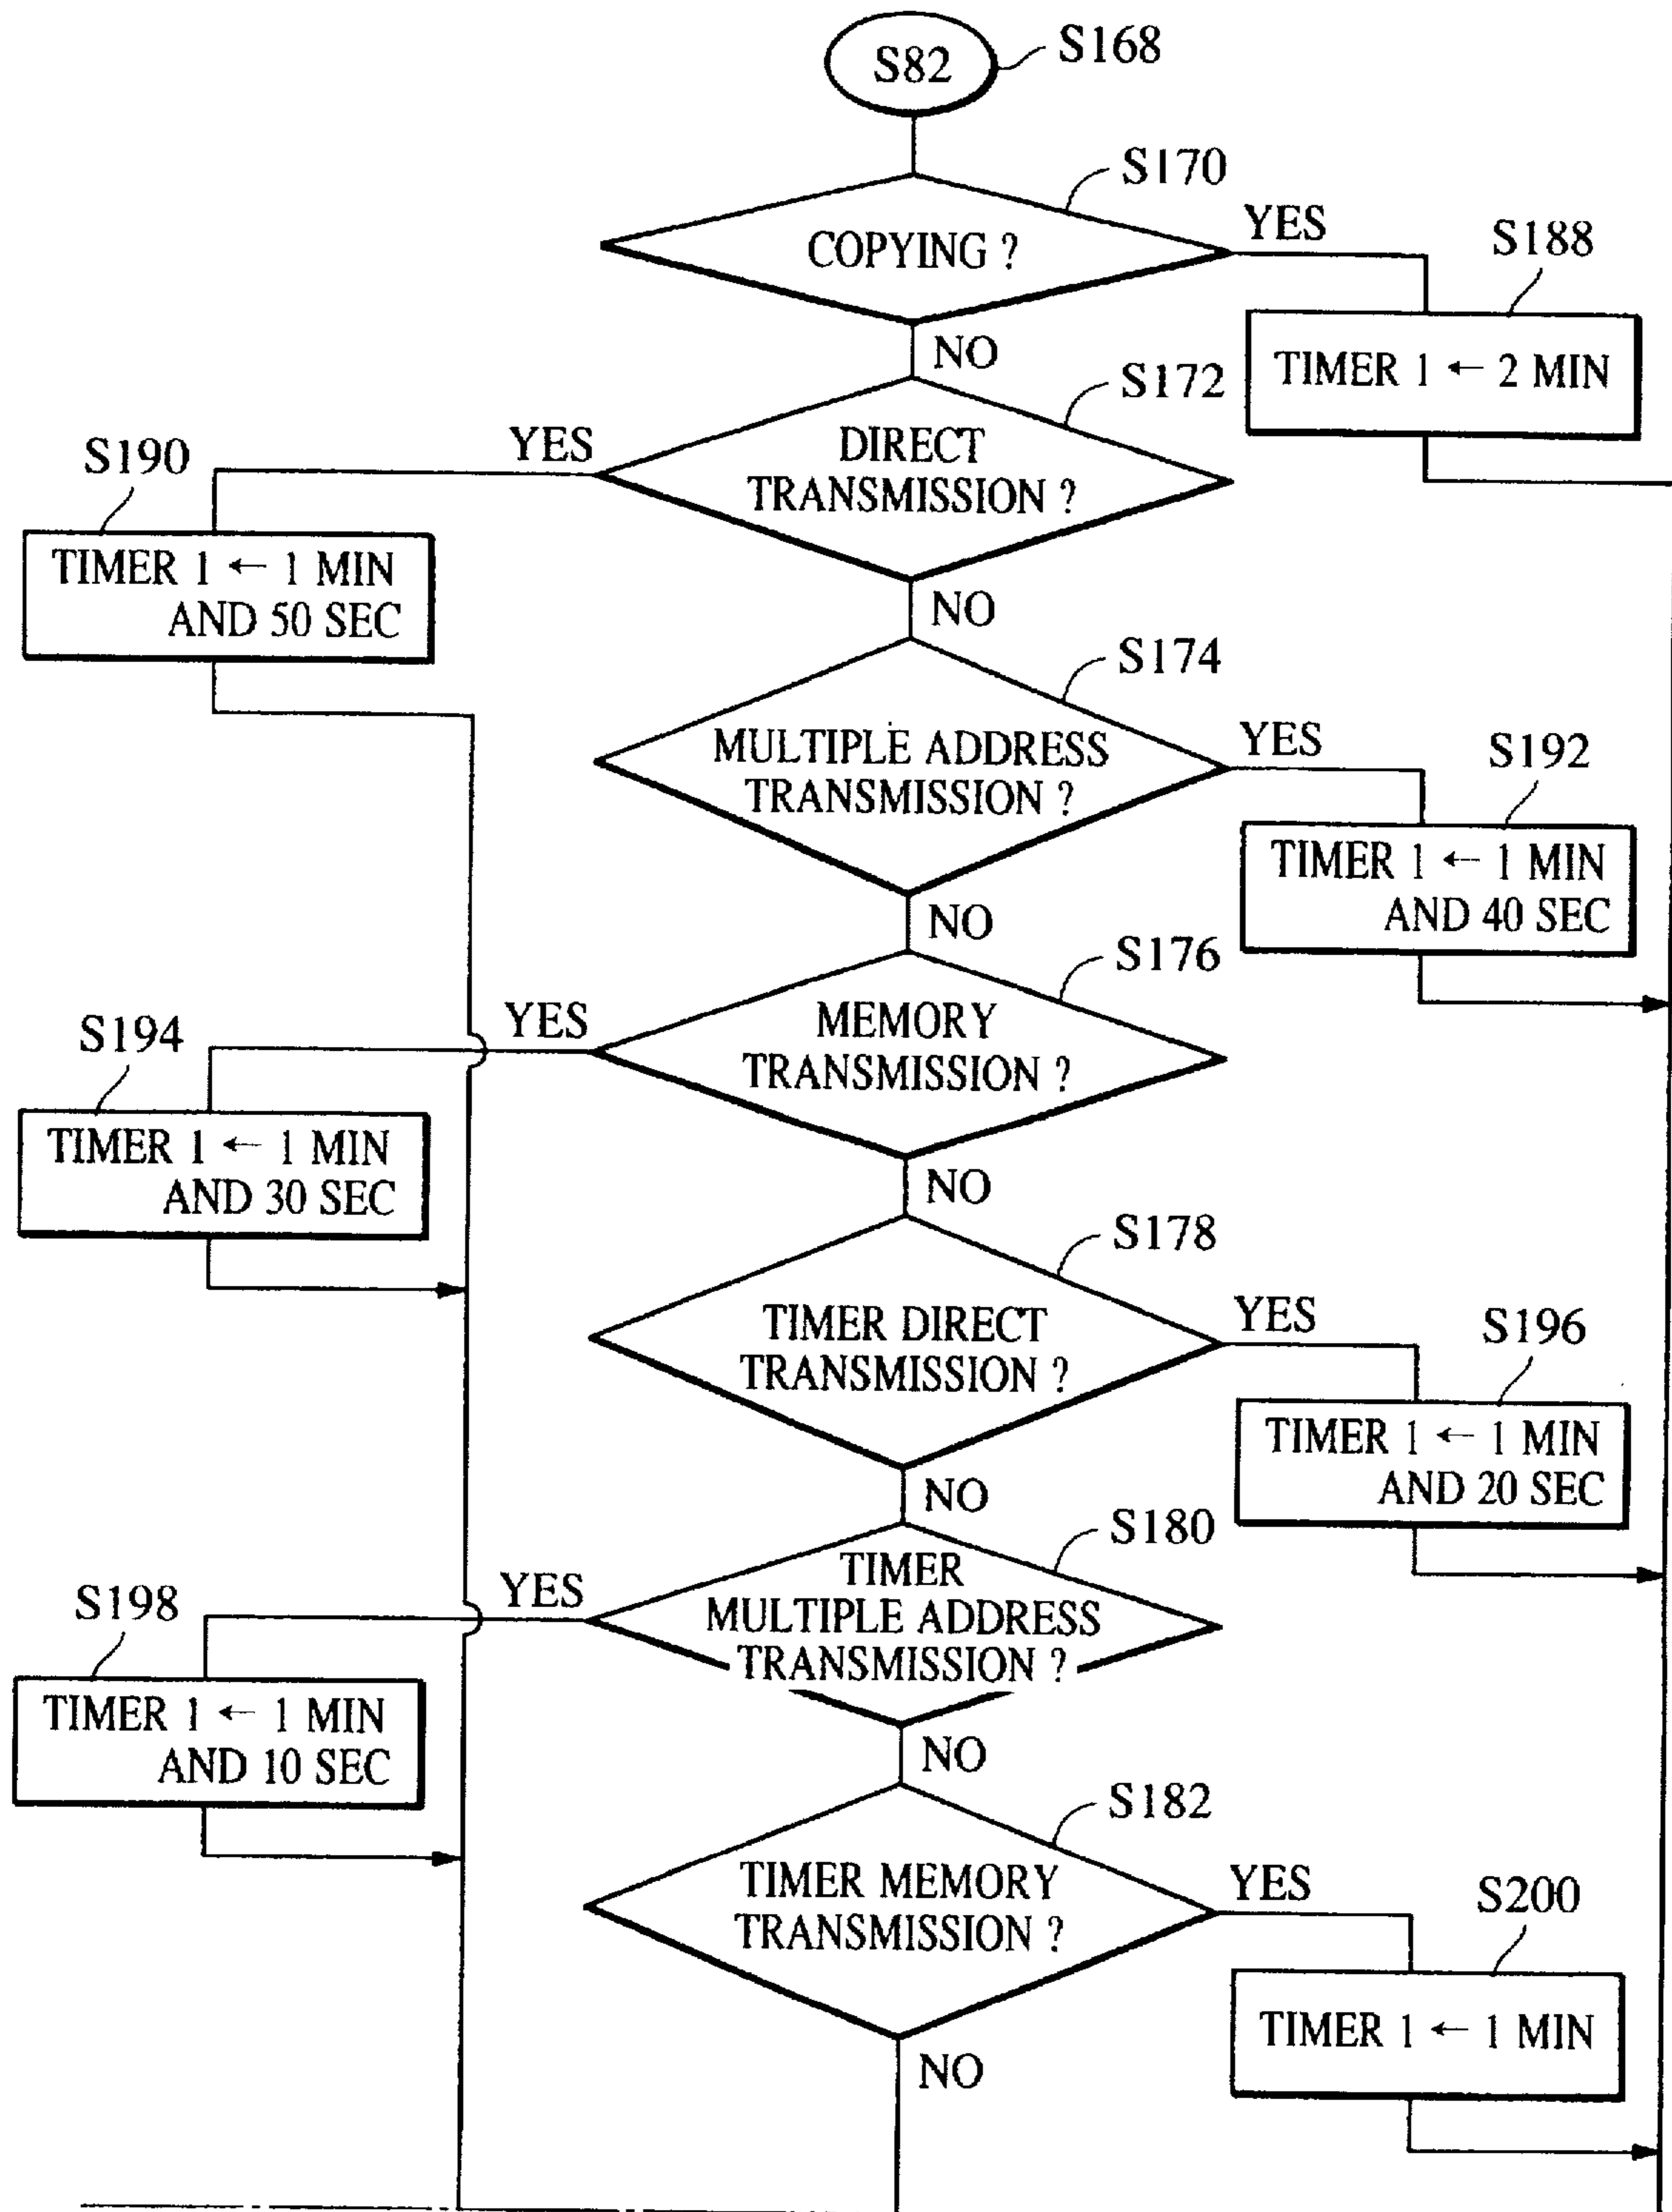 S82
S168
S170
COPYING ?
YES
S188
TIMER 1 ← 2 MIN
NO
S172
DIRECT
TRANSMISSION ?
YES
S190
TIMER 1 ← 1 MIN
AND 50 SEC
NO
S174
MULTIPLE ADDRESS
TRANSMISSION ?
YES
S192
TIMER 1 ← 1 MIN
AND 40 SEC
NO
S176
MEMORY
TRANSMISSION ?
YES
S194
TIMER 1 ← 1 MIN
AND 30 SEC
NO
S178
TIMER DIRECT
TRANSMISSION ?
YES
S196
TIMER 1 ← 1 MIN
AND 20 SEC
NO
S180
TIMER
MULTIPLE ADDRESS
TRANSMISSION ?
YES
S198
TIMER 1 ← 1 MIN
AND 10 SEC
NO
S182
TIMER MEMORY
TRANSMISSION ?
YES
S200
TIMER 1 ← 1 MIN
NO